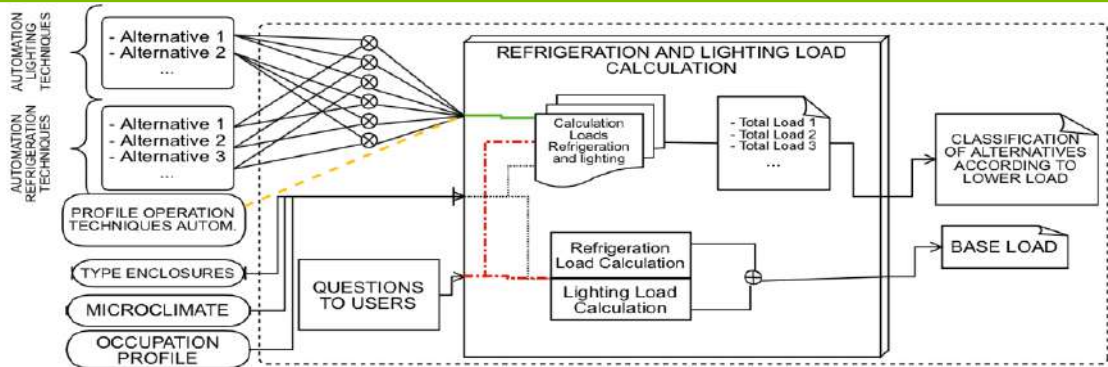 AUTOMATION
LIGHTING
TECHNIQUES
- Alternative 1
- Alternative 2
...
AUTOMATION
REFRIGERATION
TECHNIQUES
- Alternative 1
- Alternative 2
- Alternative 3
...
PROFILE OPERATION
TECHNIQUES AUTOM.
TYPE ENCLOSURES
MICROCLIMATE
OCCUPATION
PROFILE
QUESTIONS
TO USERS
REFRIGERATION AND LIGHTING LOAD
CALCULATION
Calculation
Loads
Refrigeration
and lighting
- Total Load 1
- Total Load 2
- Total Load 3
...
Refrigeration
Load Calculation
Lighting Load
Calculation
CLASSIFICATION
OF ALTERNATIVES
ACCORDING TO
LOWER LOAD
BASE LOAD